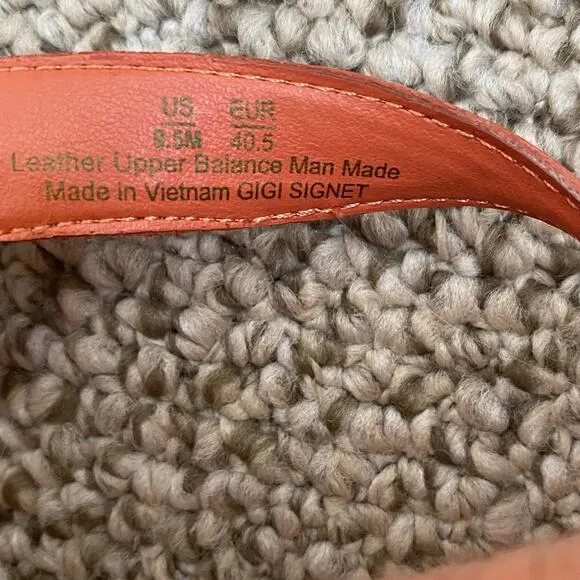 US EUR
9.5M 40.5
Leather Upper Balance Man Made
Made in Vietnam GIGI SIGNET